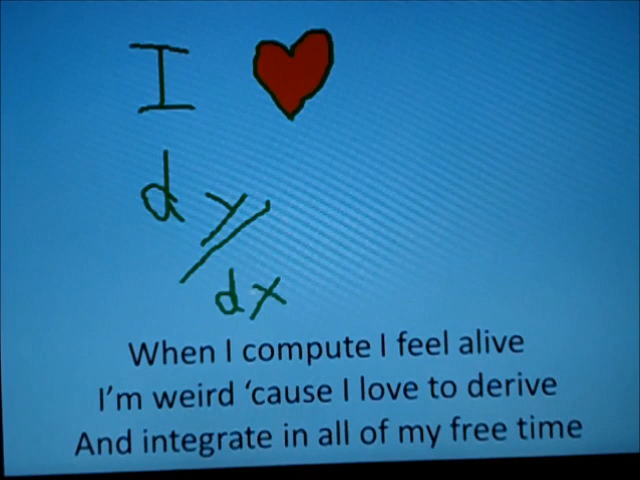 I
dy/dx
When I compute I feel alive
I'm weird ‘cause I love to derive
And integrate in all of my free time